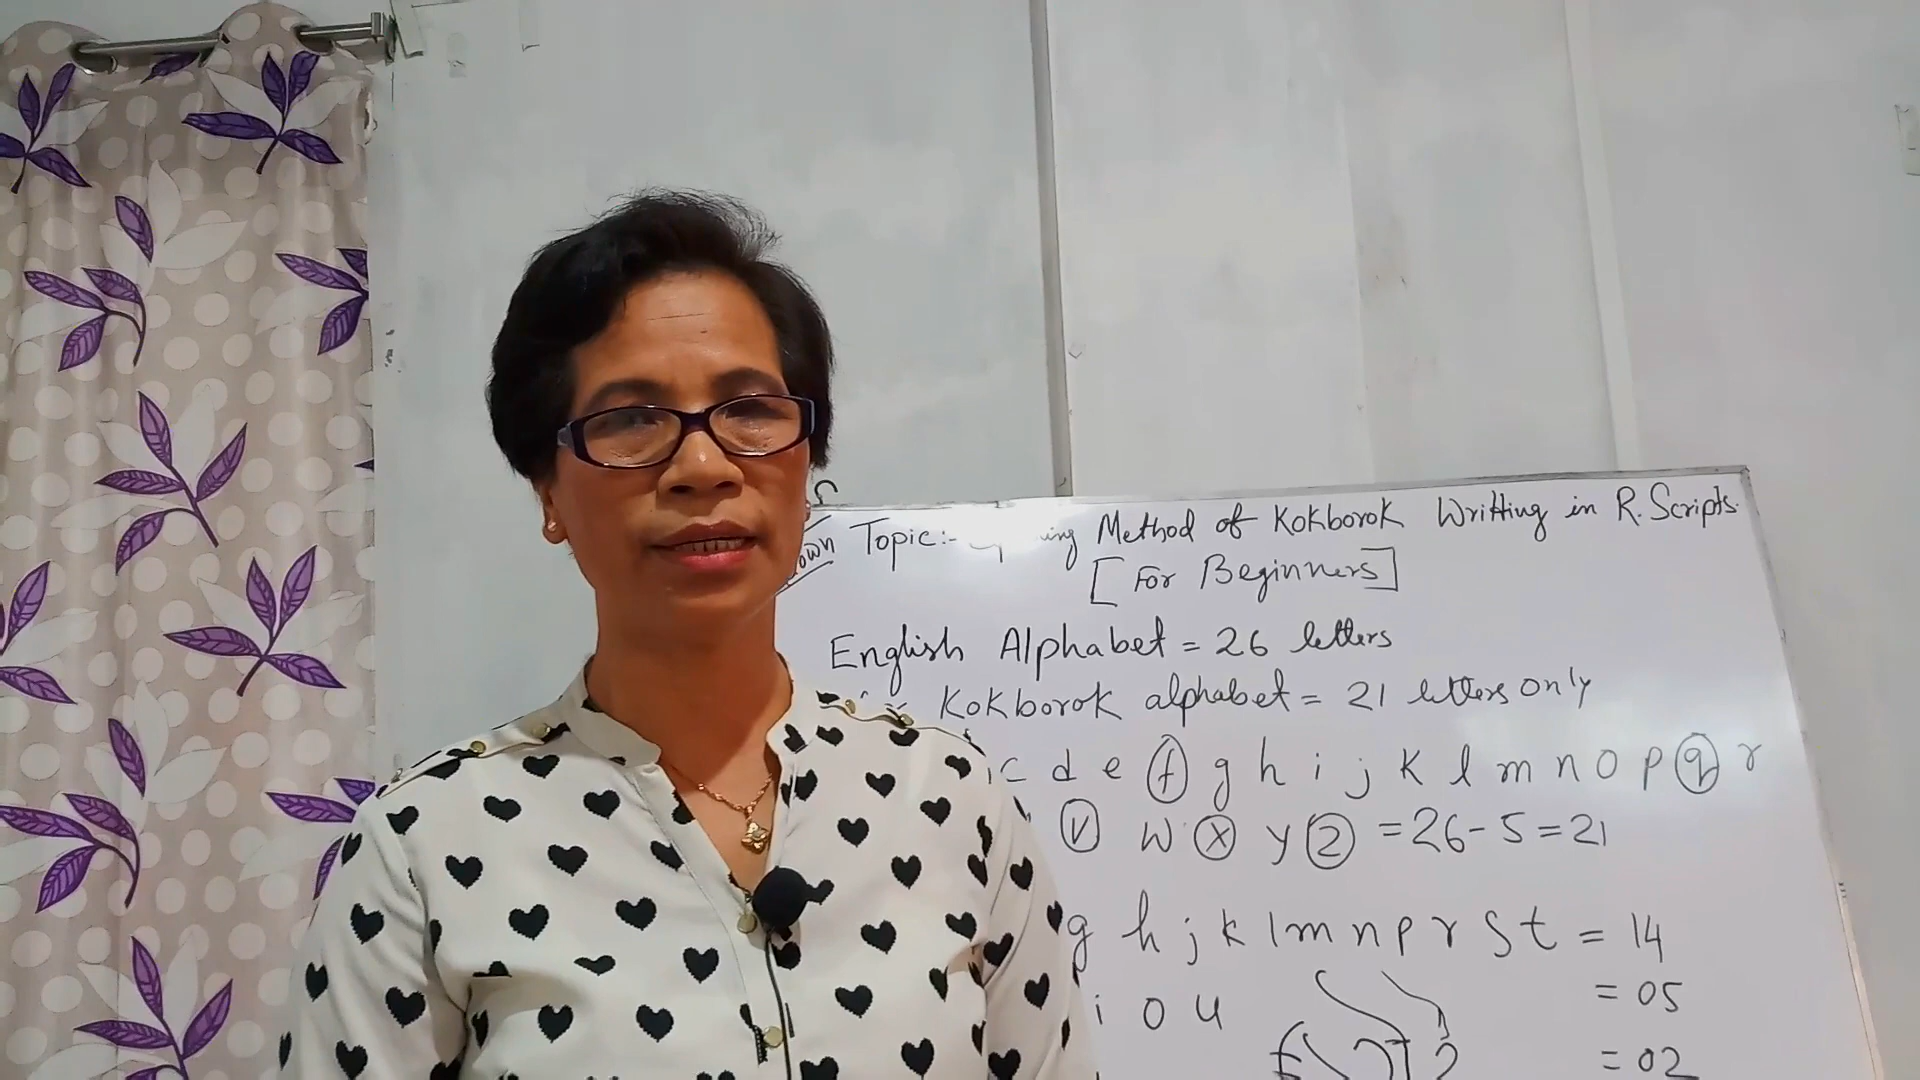 Topic:- Method of Kokborok Writting in R. Scripts.
[For Beginners]
English Alphabet = 26 letters
Kokborok alphabet = 21 letters only
c d e f g h i j k l m n o p q r
v w x y z = 26 - 5 = 21
g h j k l m n p r s t = 14
i o u = 05
= 02